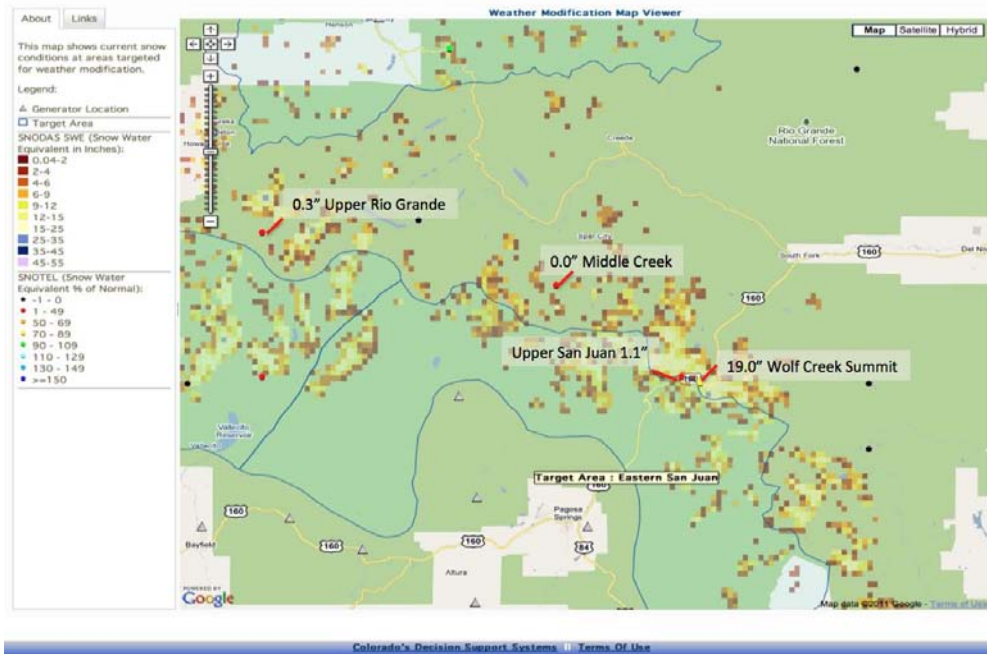 Weather Modification Map Viewer
About Links
This map shows current snow
conditions at areas targeted
for weather modification.
Legend:
Generator Location
Target Area
SNODAS SWE (Snow Water
Equivalent in Inches):
0.04-2
2-4
4-6
6-9
9-12
12-15
15-25
25-35
35-45
45-55
SNOTEL (Snow Water
Equivalent % of Normal):
-1 - 0
1 - 49
50 - 69
70 - 89
90 - 109
110 - 129
130 - 149
>=150
Map Satellite Hybrid
Henson
Creede
Rio Grande
National Forest
0.3" Upper Rio Grande
0.0" Middle Creek
South Fork
160
160
Upper San Juan 1.1"
19.0" Wolf Creek Summit
Vallecito
Reservoir
Target Area : Eastern San Juan
160
160
Pagosa
Springs
160
160
160
84
Bayfield
Altura
POWERED BY
Google
Map data ©2011 Google - Terms of Use
Colorado's Decision Support Systems || Terms Of Use